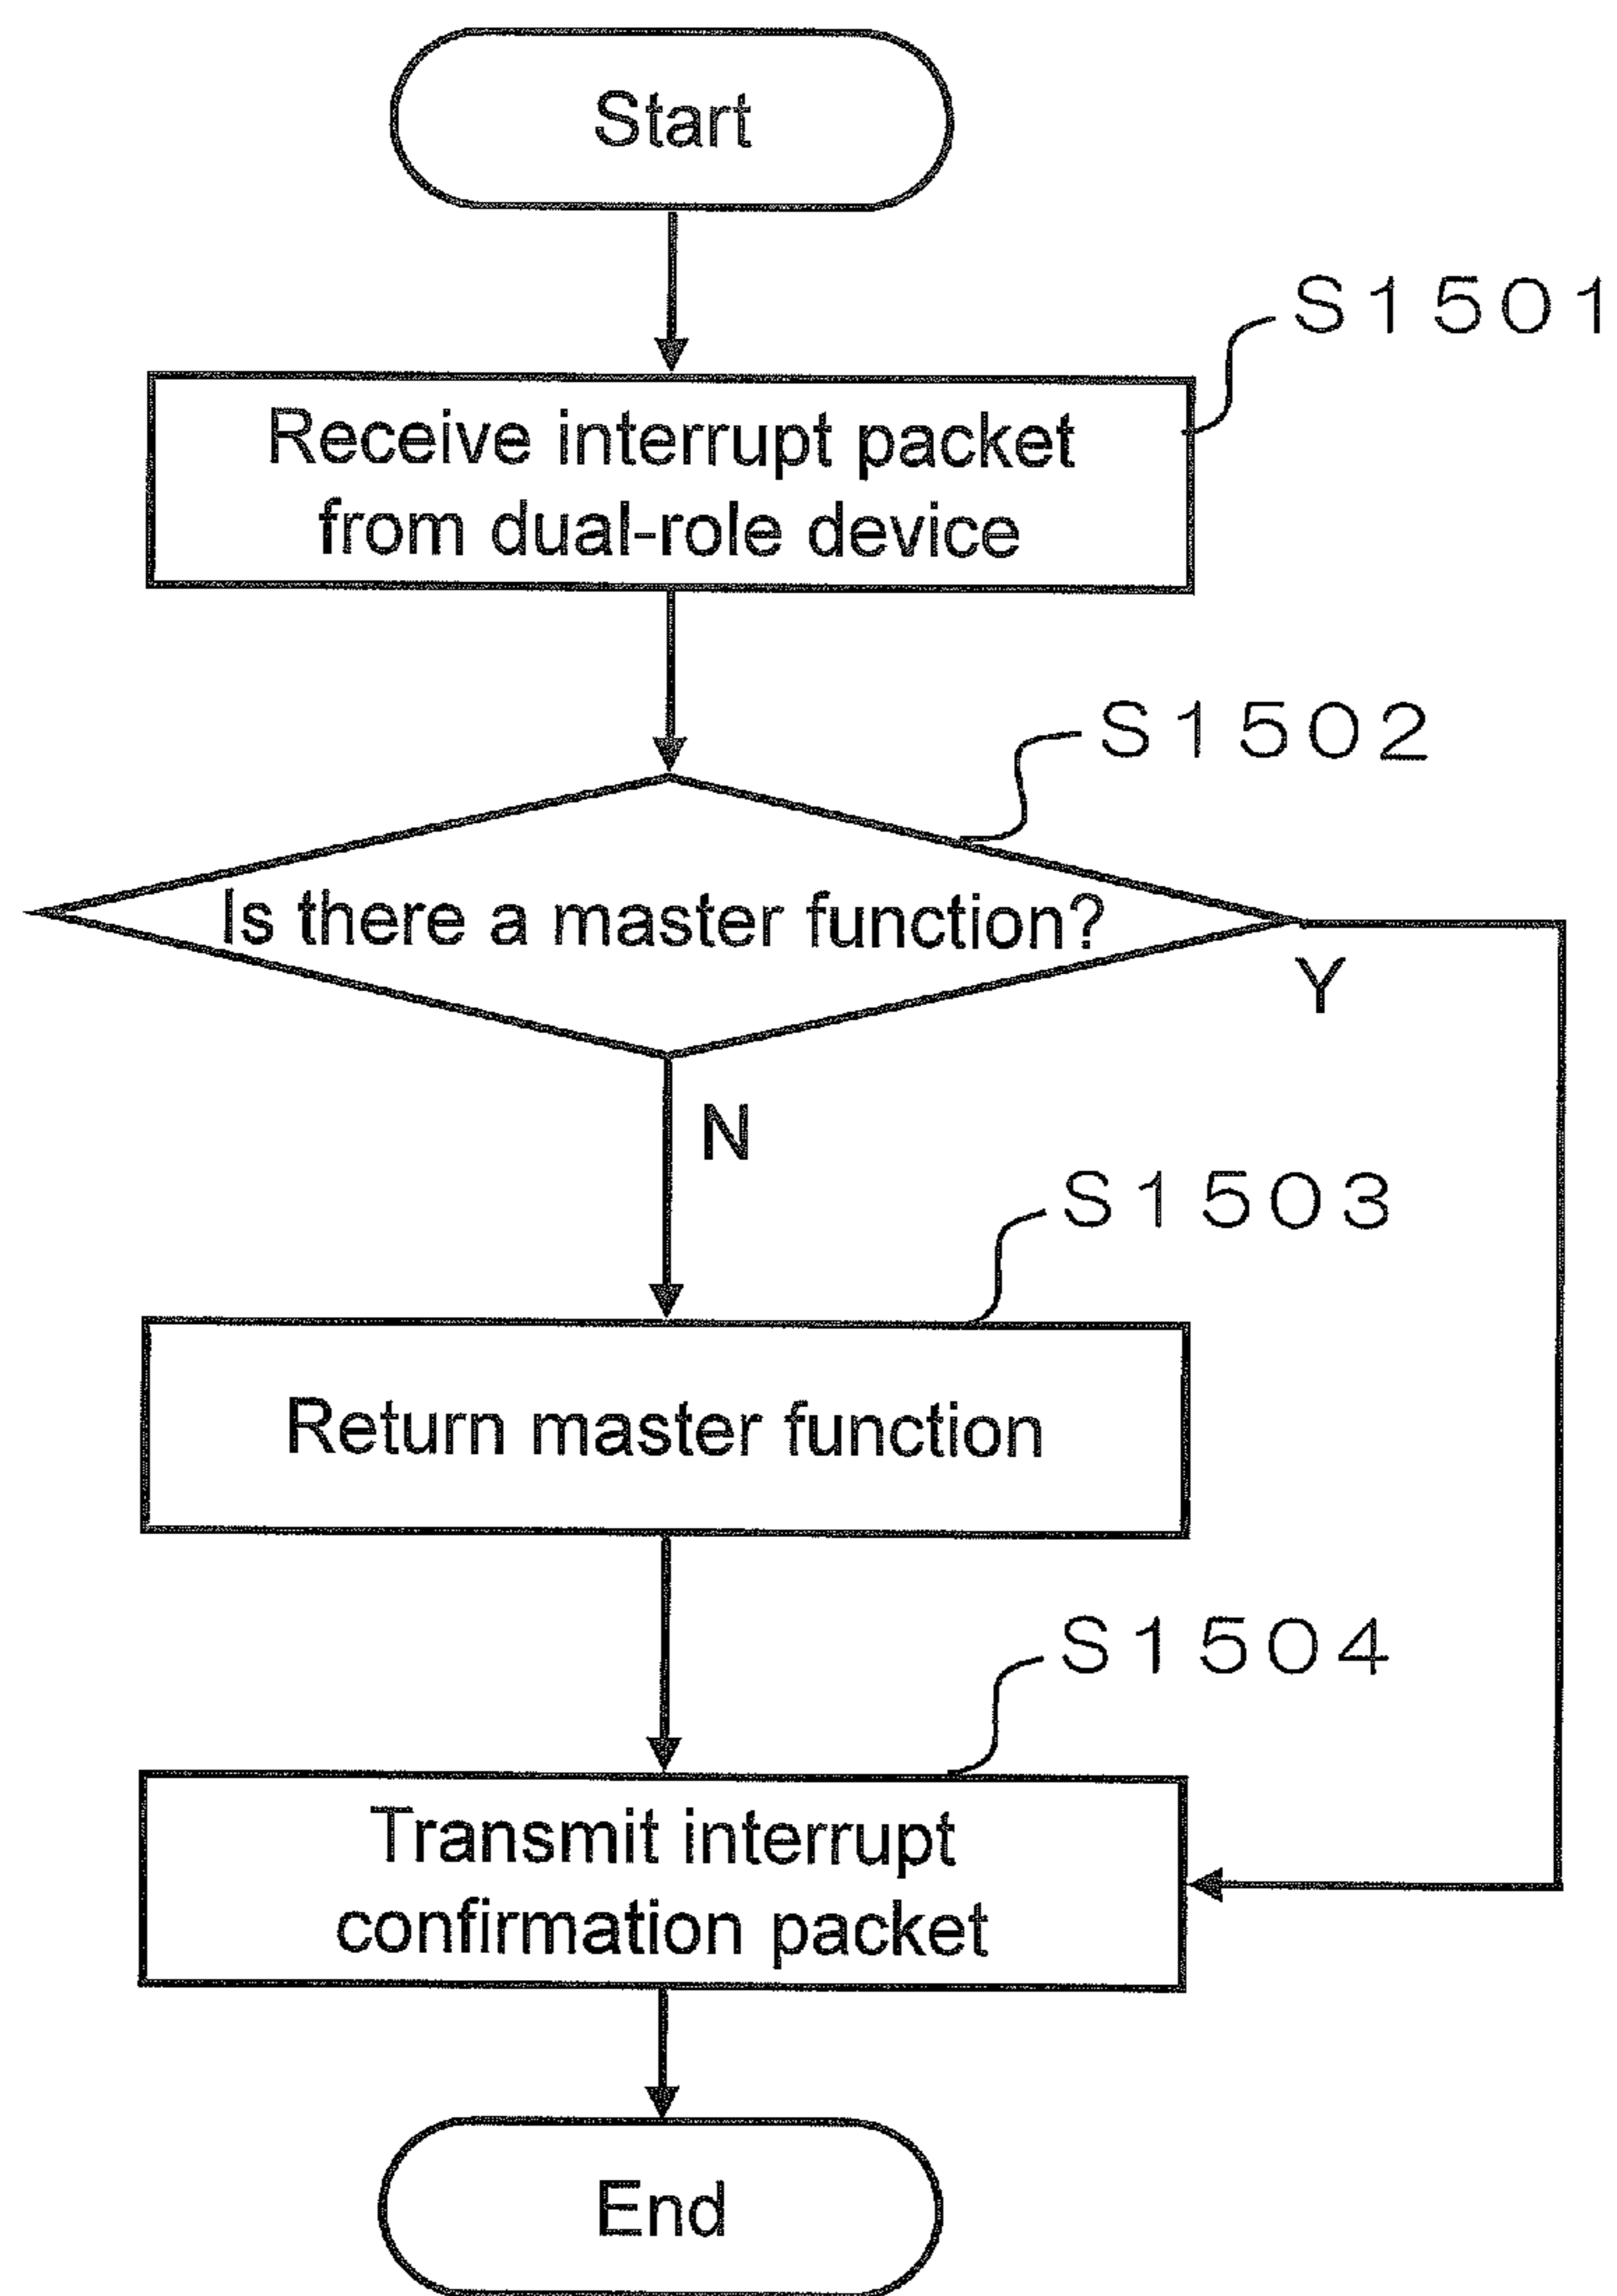 Start
S1501
Receive interrupt packet
from dual-role device
S1502
Is there a master function?
Y
N
S1503
Return master function
S1504
Transmit interrupt
confirmation packet
End